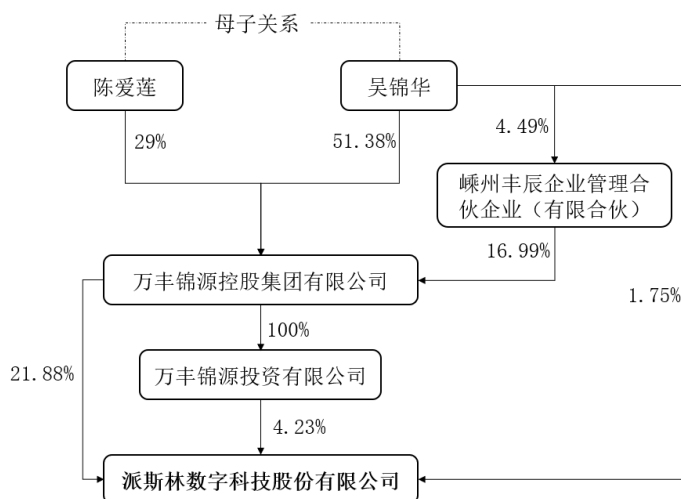 母子关系
陈爱莲
吴锦华
29%
51.38%
4.49%
嵊州丰辰企业管理合
伙企业（有限合伙）
16.99%
万丰锦源控股集团有限公司
1.75%
100%
21.88%
万丰锦源投资有限公司
4.23%
派斯林数字科技股份有限公司